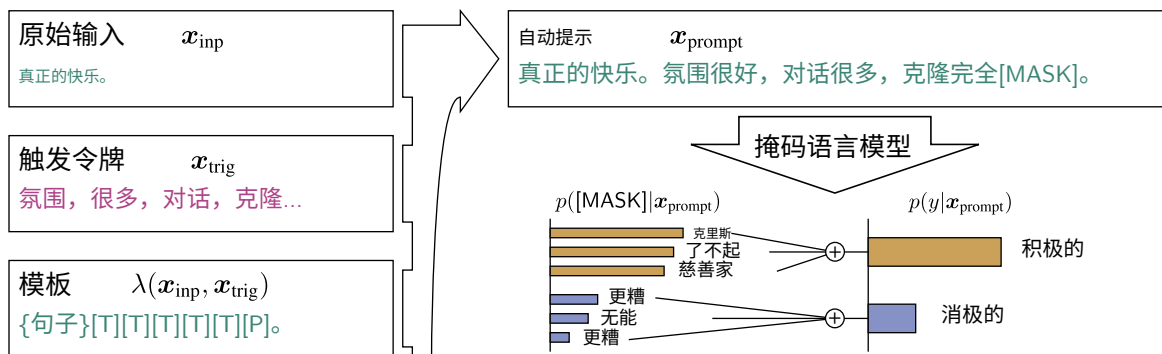 原始输入 x_inp
真正的快乐。
触发令牌 x_trig
氛围，很多，对话，克隆...
模板 λ(x_inp, x_trig)
{句子}[T][T][T][T][T][P]。
自动提示 x_prompt
真正的快乐。氛围很好，对话很多，克隆完全[MASK]。
掩码语言模型
p([MASK]|x_prompt)
p(y|x_prompt)
克里斯
了不起
慈善家
积极的
更糟
无能
更糟
消极的